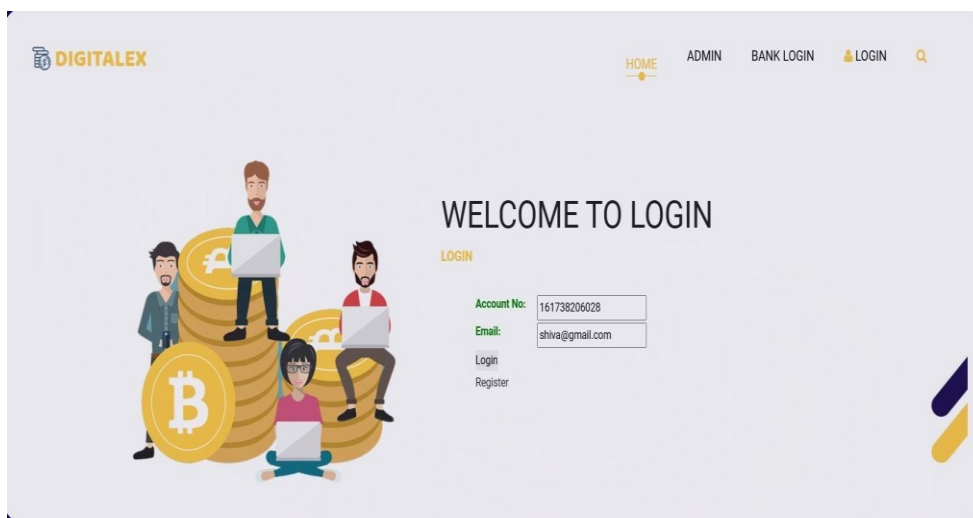 DIGITALEX
HOME ADMIN BANK LOGIN LOGIN
WELCOME TO LOGIN
LOGIN
Account No: 161738206028
Email: shiva@gmail.com
Login
Register